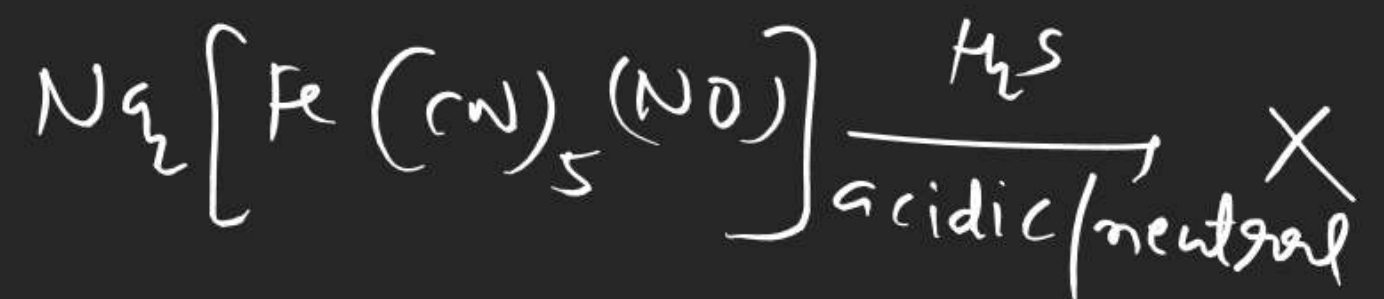 Na₂[Fe(CN)₅(NO)] H₂S X
acidic/neutral